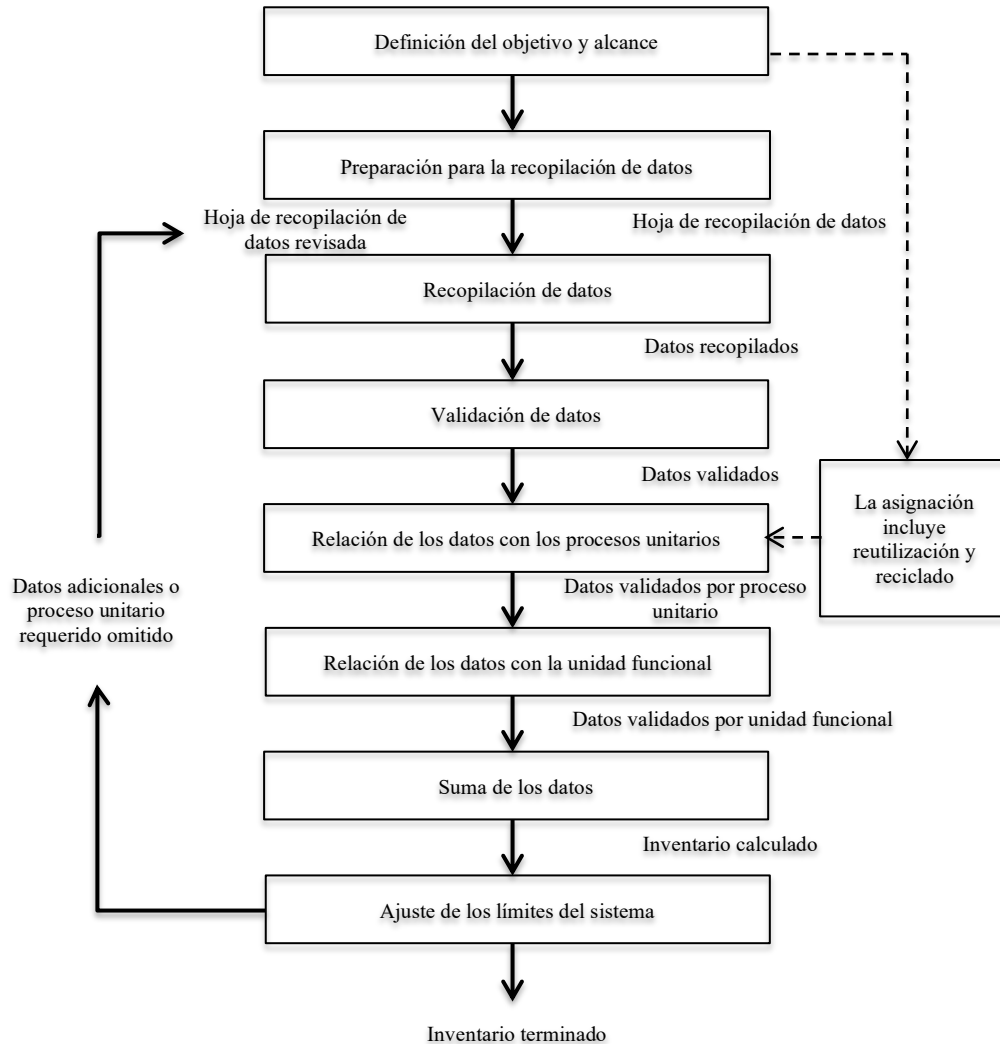 Definición del objetivo y alcance
Preparación para la recopilación de datos
Hoja de recopilación de
datos revisada
Hoja de recopilación de datos
Recopilación de datos
Datos recopilados
Validación de datos
Datos validados
La asignación
incluye
reutilización y
reciclado
Relación de los datos con los procesos unitarios
Datos validados por proceso
unitario
Datos adicionales o
proceso unitario
requerido omitido
Relación de los datos con la unidad funcional
Datos validados por unidad funcional
Suma de los datos
Inventario calculado
Ajuste de los límites del sistema
Inventario terminado